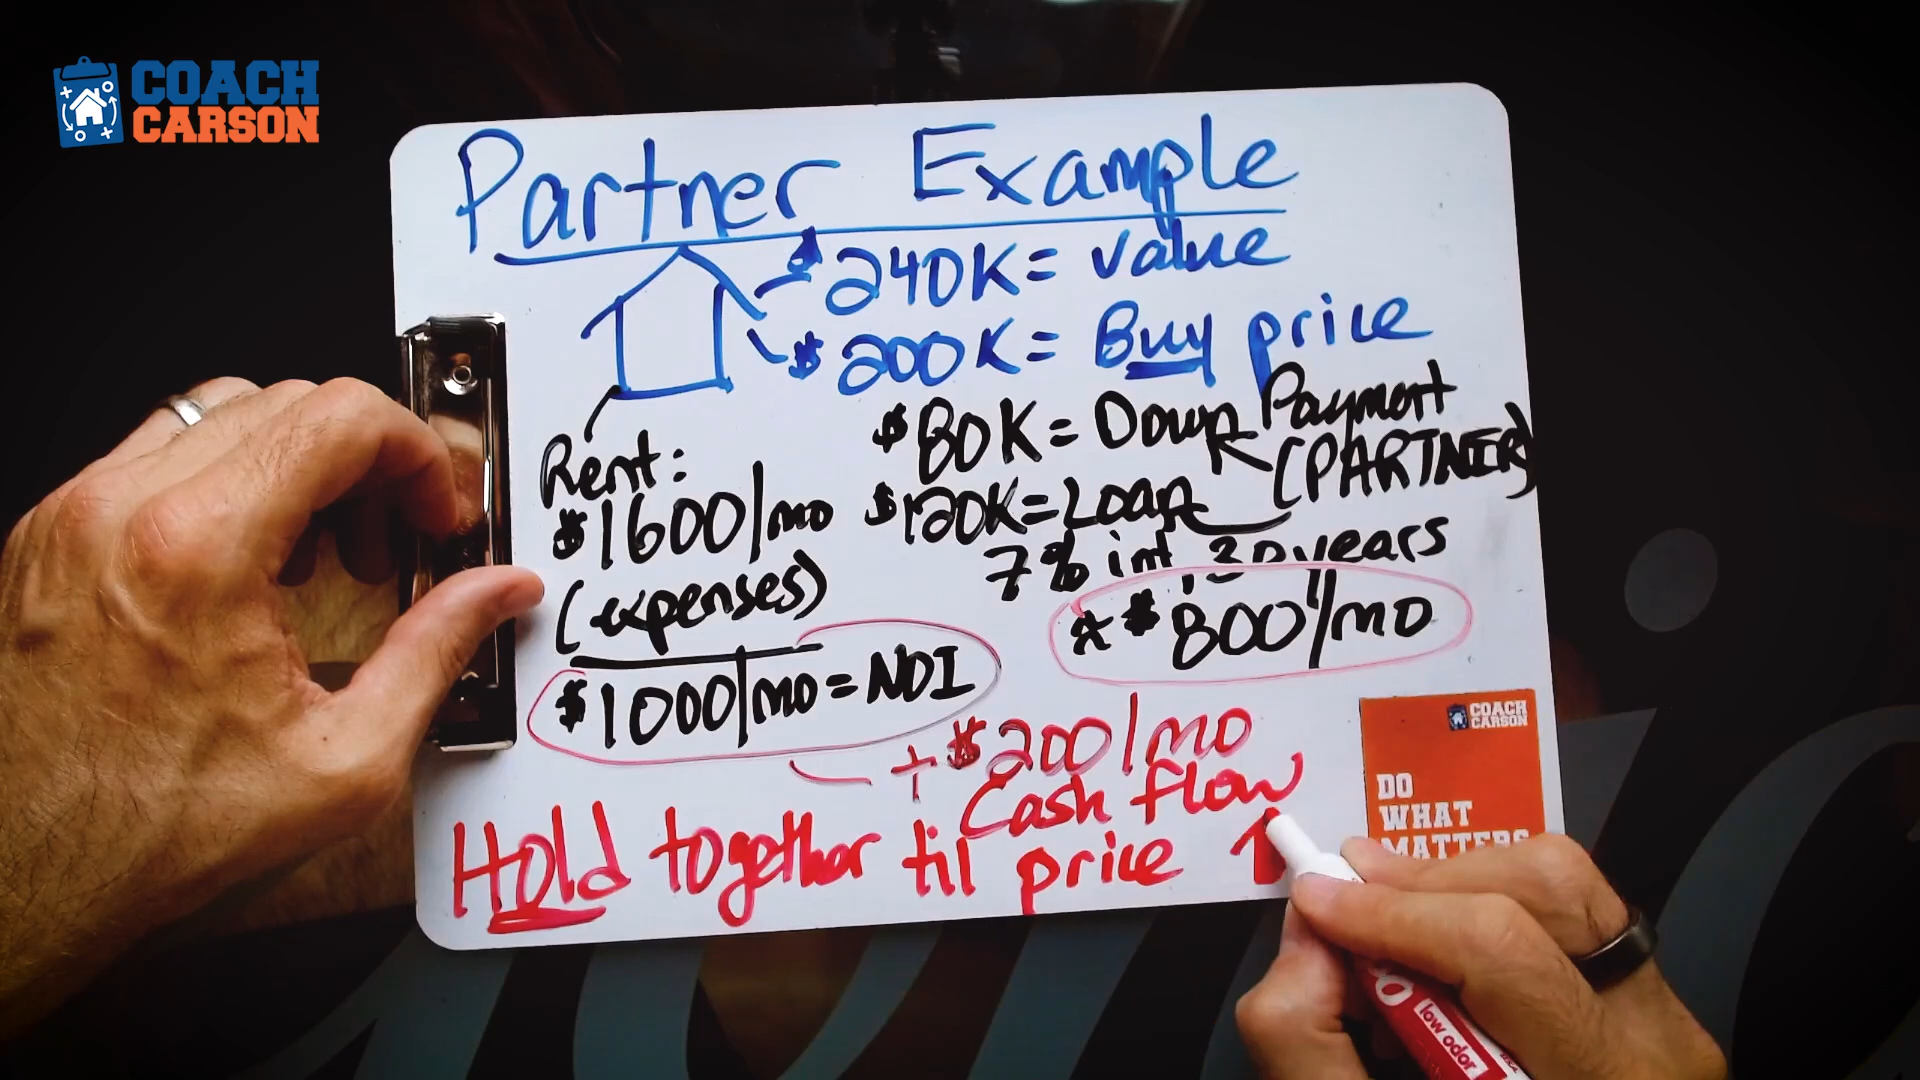 COACH
CARSON
Partner Example
$240K = value
$200K = Buy price
$80K = Down Payment
(PARTNER)
$120K = Loan
7% int, 30 years
* $800/mo
Rent:
$1600/mo
(expenses)
$1000/mo = NOI
+ $200/mo
Cash flow
Hold together til price ↑
COACH
CARSON
DO
WHAT
MATTERS
low odor